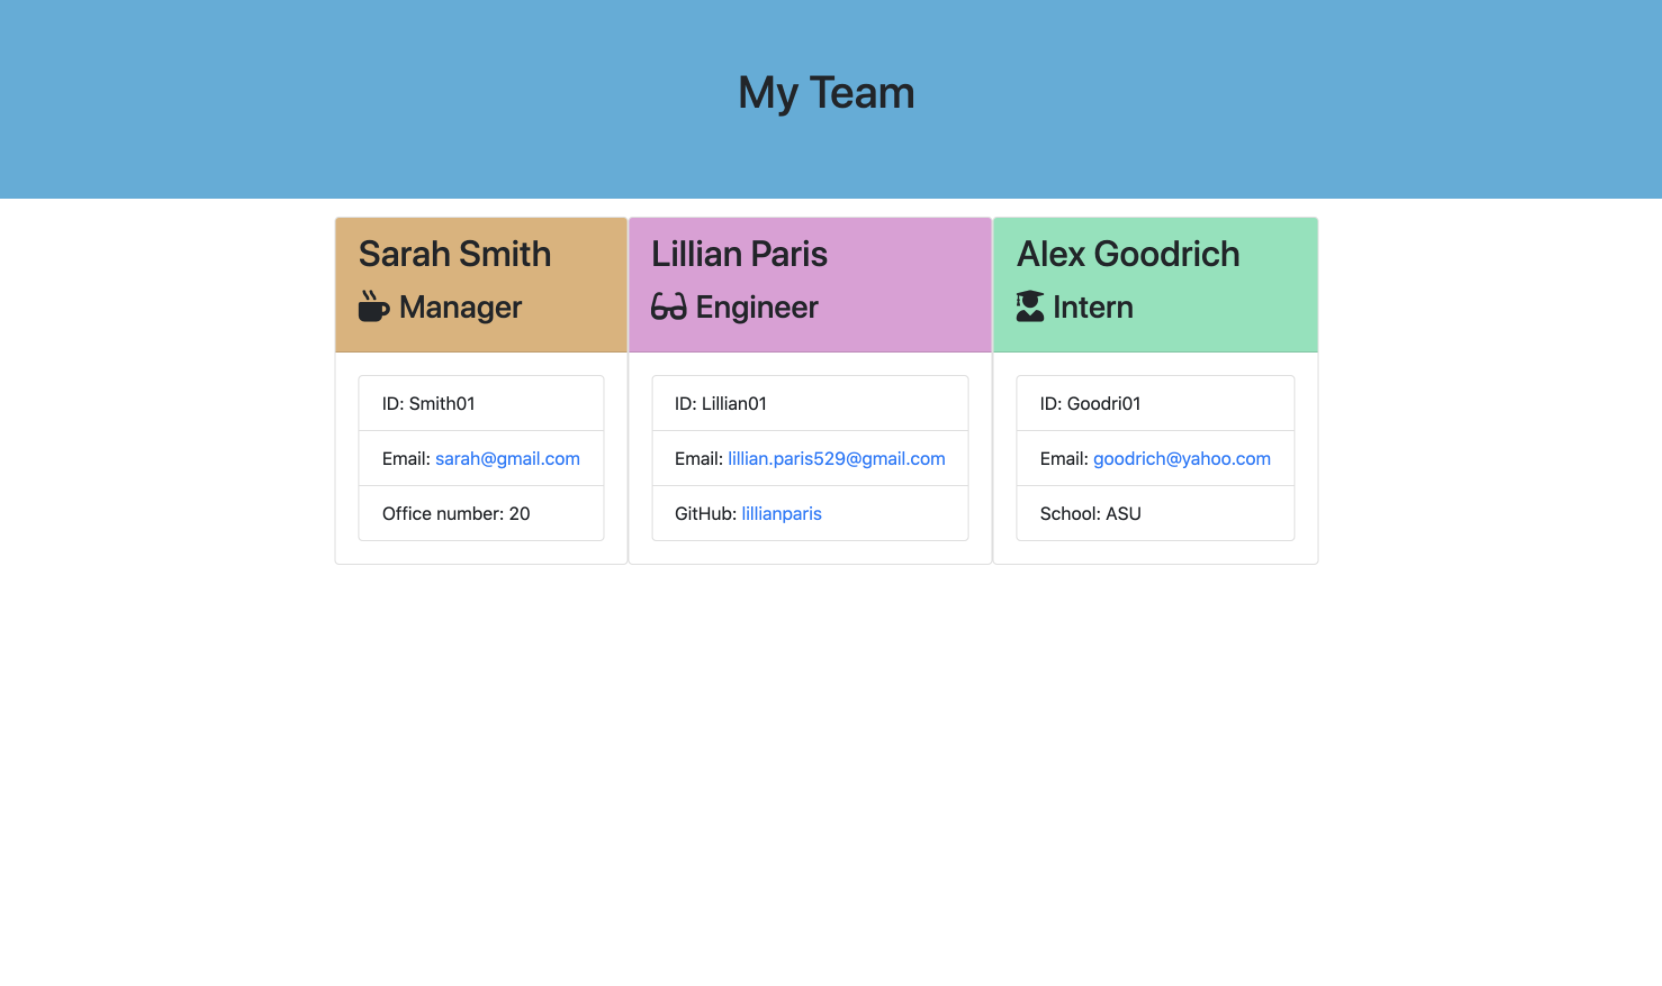 My Team
Sarah Smith
Manager
ID: Smith01
Email: sarah@gmail.com
Office number: 20
Lillian Paris
Engineer
ID: Lillian01
Email: lillian.paris529@gmail.com
GitHub: lillianparis
Alex Goodrich
Intern
ID: Goodri01
Email: goodrich@yahoo.com
School: ASU